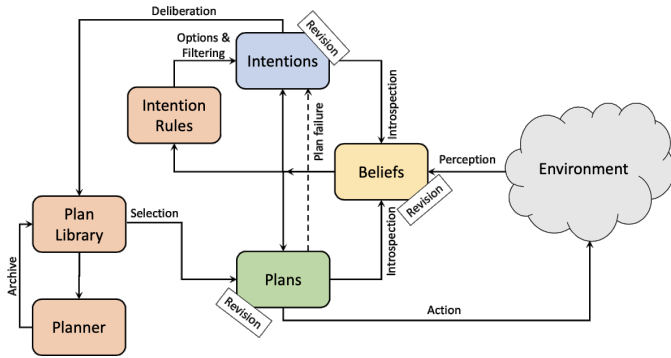 Deliberation
Revision
Options &
Filtering
Intentions
Intention
Rules
Plan failure
Introspection
Beliefs
Perception
Environment
Revision
Plan
Library
Selection
Introspection
Plans
Archive
Planner
Revision
Action